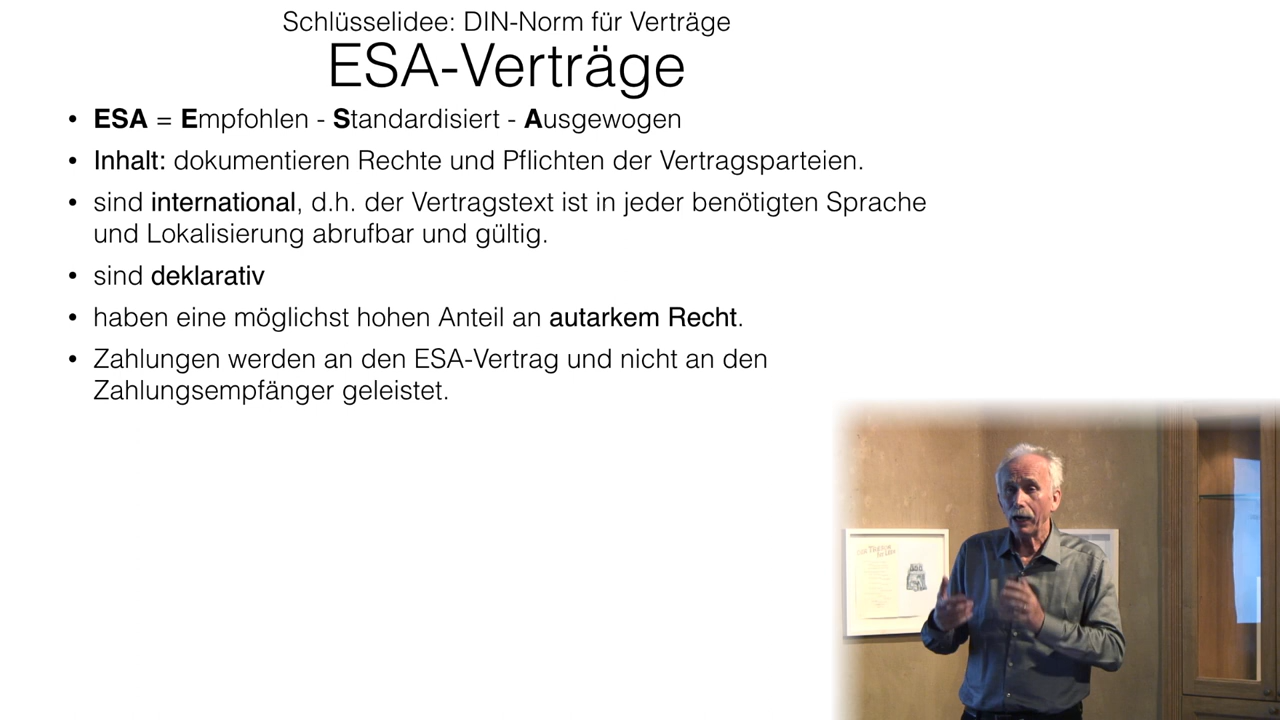 Schlüsselidee: DIN-Norm für Verträge
ESA-Verträge
• ESA = Empfohlen - Standardisiert - Ausgewogen
• Inhalt: dokumentieren Rechte und Pflichten der Vertragsparteien.
• sind international, d.h. der Vertragstext ist in jeder benötigten Sprache
und Lokalisierung abrufbar und gültig.
• sind deklarativ
• haben eine möglichst hohen Anteil an autarkem Recht.
• Zahlungen werden an den ESA-Vertrag und nicht an den
Zahlungsempfänger geleistet.